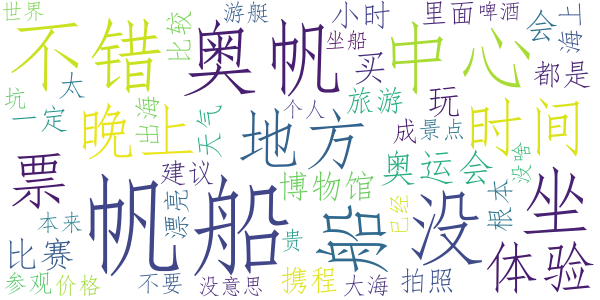 世界
游艇
小时
里面
啤酒
不错
比较
奥帆
坐船
买
中心
会
海上
坑
太
一定
出海
天气
个人
旅游
玩
都是
晚上
地方
成
景点
时间
没啥
票
建议
博物馆
奥运会
根本
坐
帆船
漂亮
本来
贵
船
已经
没
比赛
体验
参观
价格
不要
没意思
携程
大海
拍照